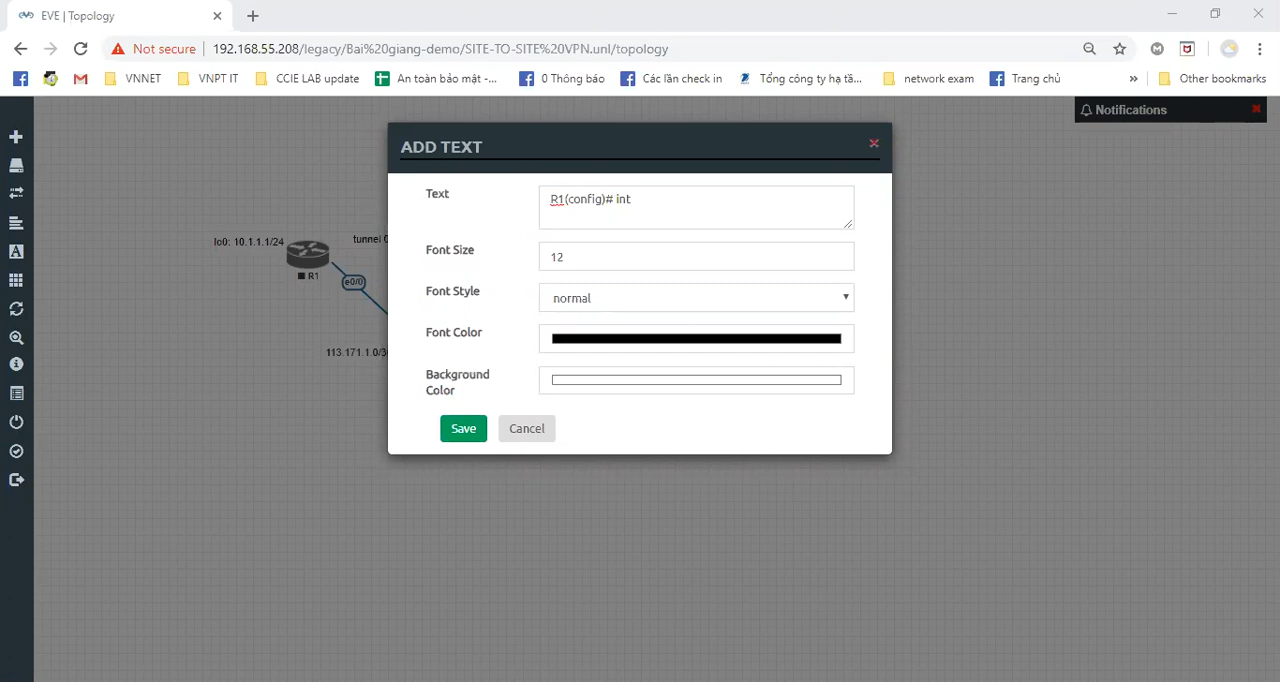 EVE | Topology
Not secure
192.168.55.208/legacy/Bai%20giang-demo/SITE-TO-SITE%20VPN.unl/topology
VNNET
VNPT IT
CCIE LAB update
An toàn bảo mật -...
0 Thông báo
Các lần check in
Tổng công ty hạ tầ...
network exam
Trang chủ
»
Other bookmarks
Notifications
ADD TEXT
Text
R1(config)# int
Font Size
12
Font Style
normal
Font Color
Background
Color
Save
Cancel
lo0: 10.1.1.1/24
tunnel
R1
e0/0
113.171.1.0/3